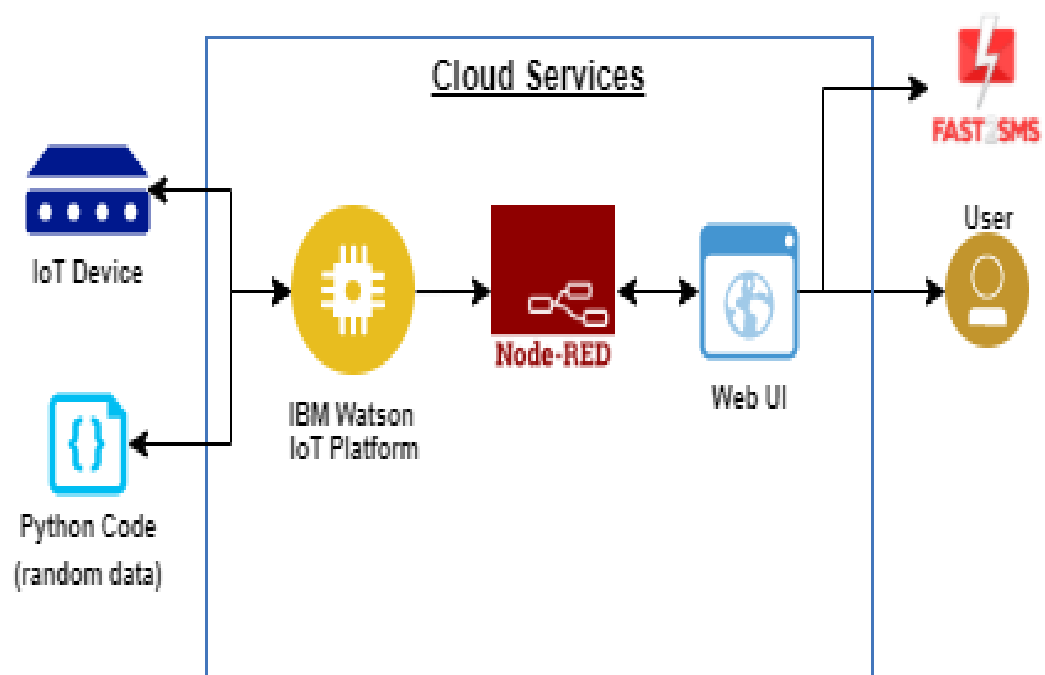 Cloud Services
FAST2SMS
User
IoT Device
Node-RED
Web UI
IBM Watson
IoT Platform
{}
Python Code
(random data)